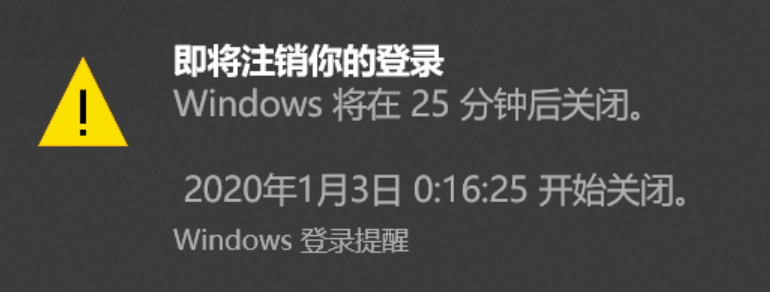 即将注销你的登录
Windows 将在 25 分钟后关闭。
2020年1月3日 0:16:25 开始关闭。
Windows 登录提醒